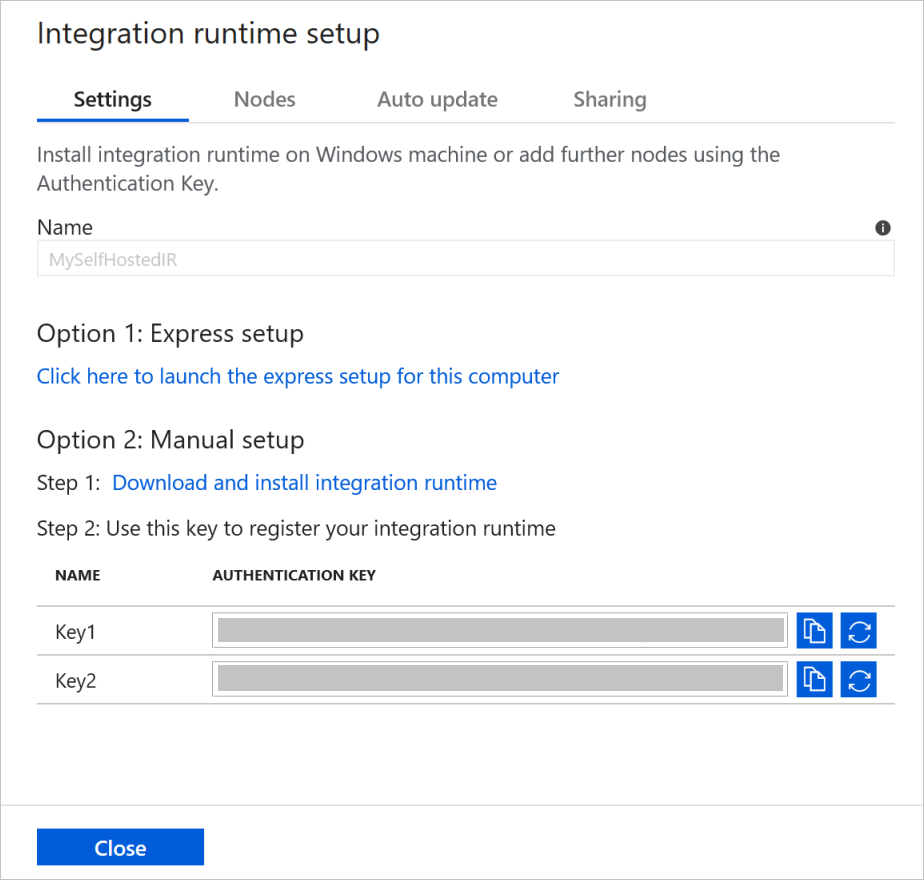 Integration runtime setup
Settings Nodes Auto update Sharing
Install integration runtime on Windows machine or add further nodes using the
Authentication Key.
Name
MySelfHostedIR
Option 1: Express setup
Click here to launch the express setup for this computer
Option 2: Manual setup
Step 1: Download and install integration runtime
Step 2: Use this key to register your integration runtime
NAME AUTHENTICATION KEY
Key1
Key2
Close